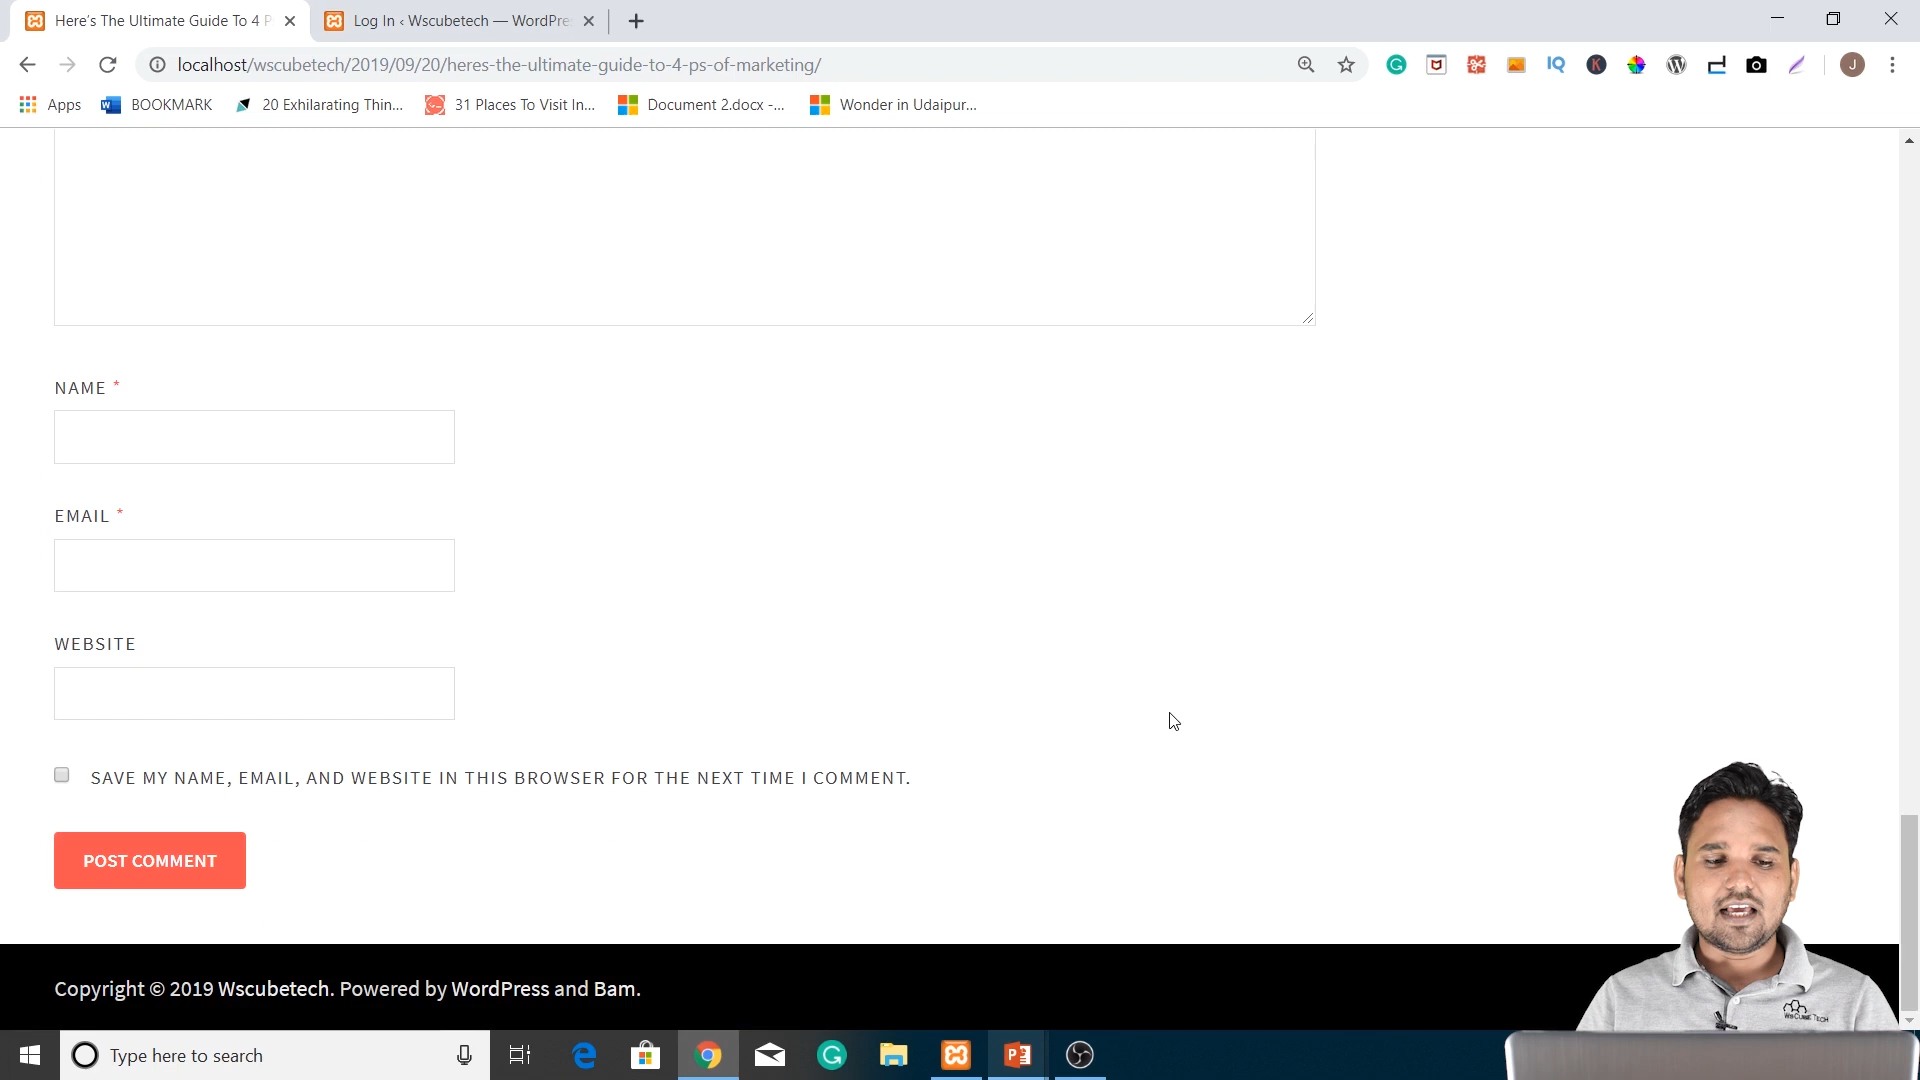 Here's The Ultimate Guide To 4 P
Log In ‹ Wscubetech — WordPre
localhost/wscubetech/2019/09/20/heres-the-ultimate-guide-to-4-ps-of-marketing/
Apps
BOOKMARK
20 Exhilarating Thin...
31 Places To Visit In...
Document 2.docx -...
Wonder in Udaipur...
NAME *
EMAIL *
WEBSITE
SAVE MY NAME, EMAIL, AND WEBSITE IN THIS BROWSER FOR THE NEXT TIME I COMMENT.
POST COMMENT
Copyright © 2019 Wscubetech. Powered by WordPress and Bam.
WsCube Tech
Type here to search